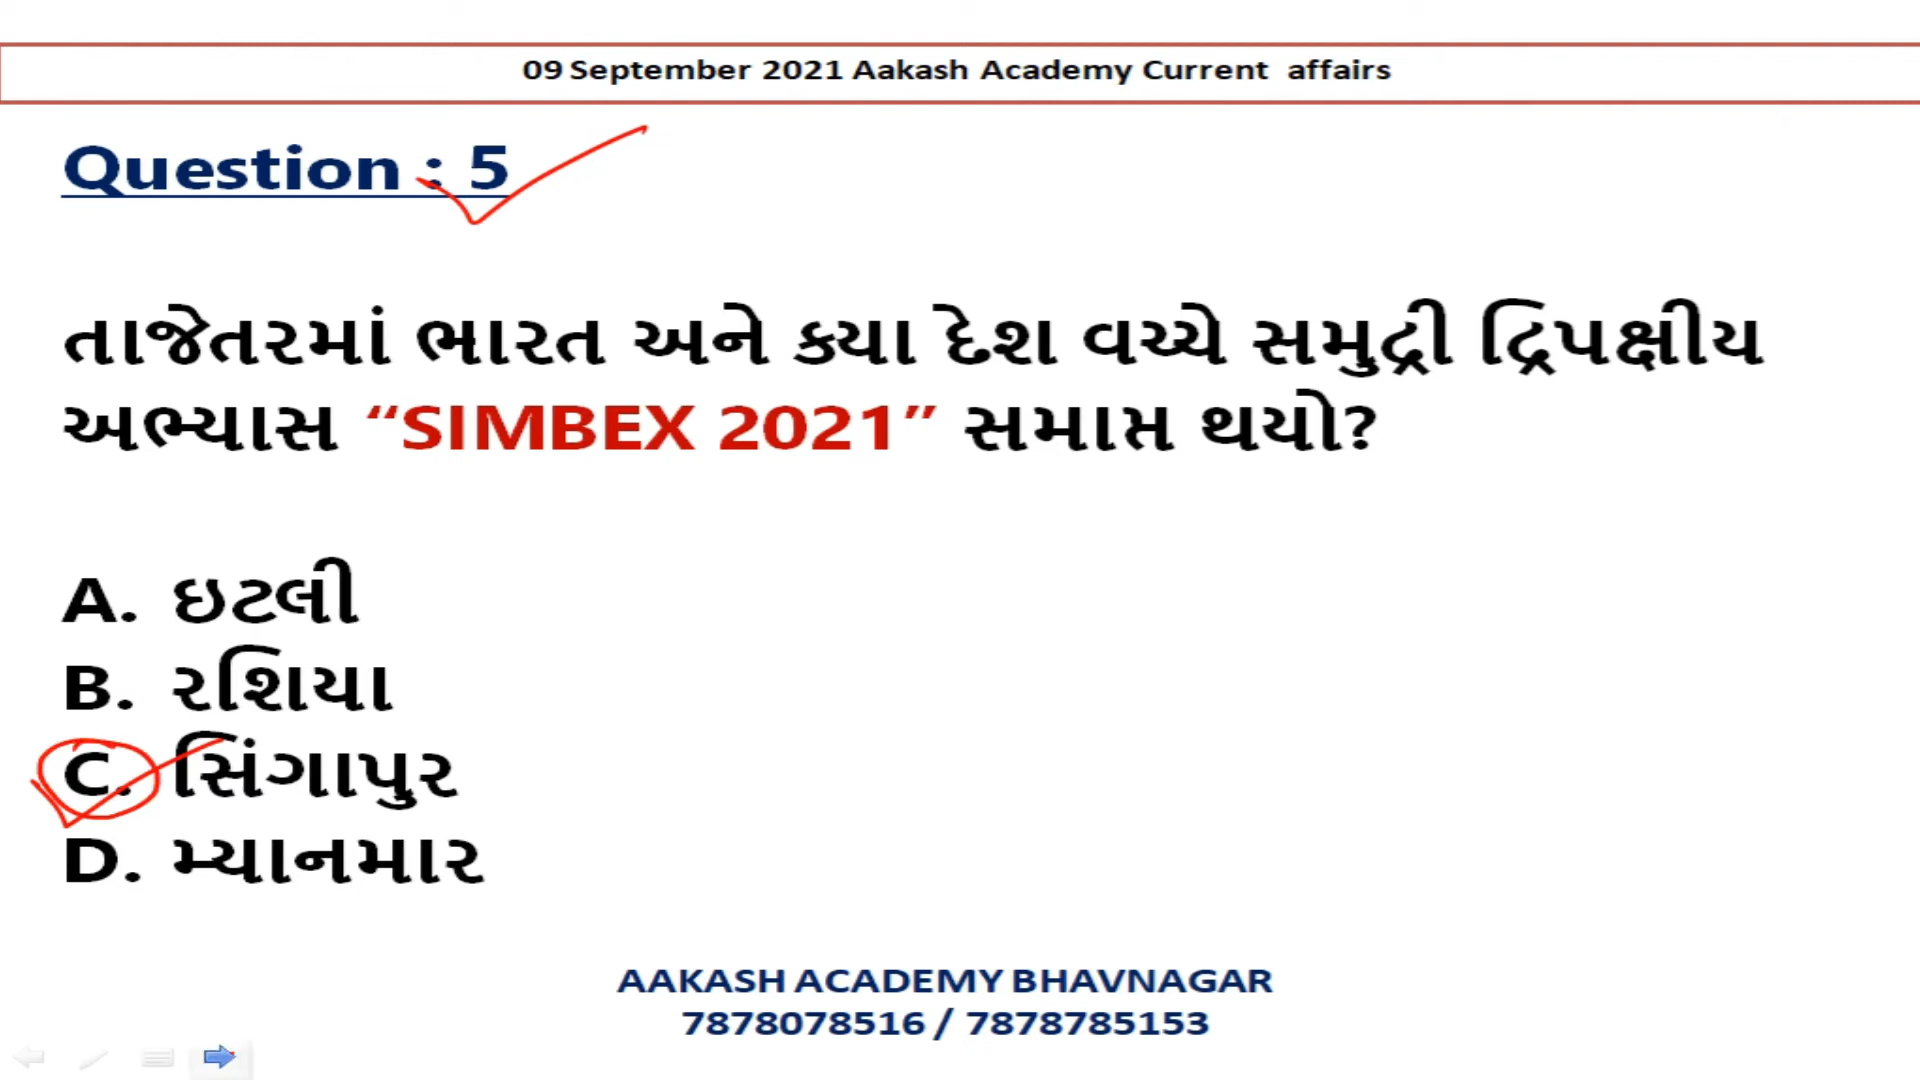 09 September 2021 Aakash Academy Current affairs
Question : 5
તાજેતરમાં ભારત અને ક્યા દેશ વચ્ચે સમુદ્રી દ્રિપક્ષીય
અભ્યાસ “SIMBEX 2021” સમાપ્ત થયો?
A. ઇટલી
B. રશિયા
C. સિંગાપુર
D. મ્યાનમાર
AAKASH ACADEMY BHAVNAGAR
7878078516 / 7878785153